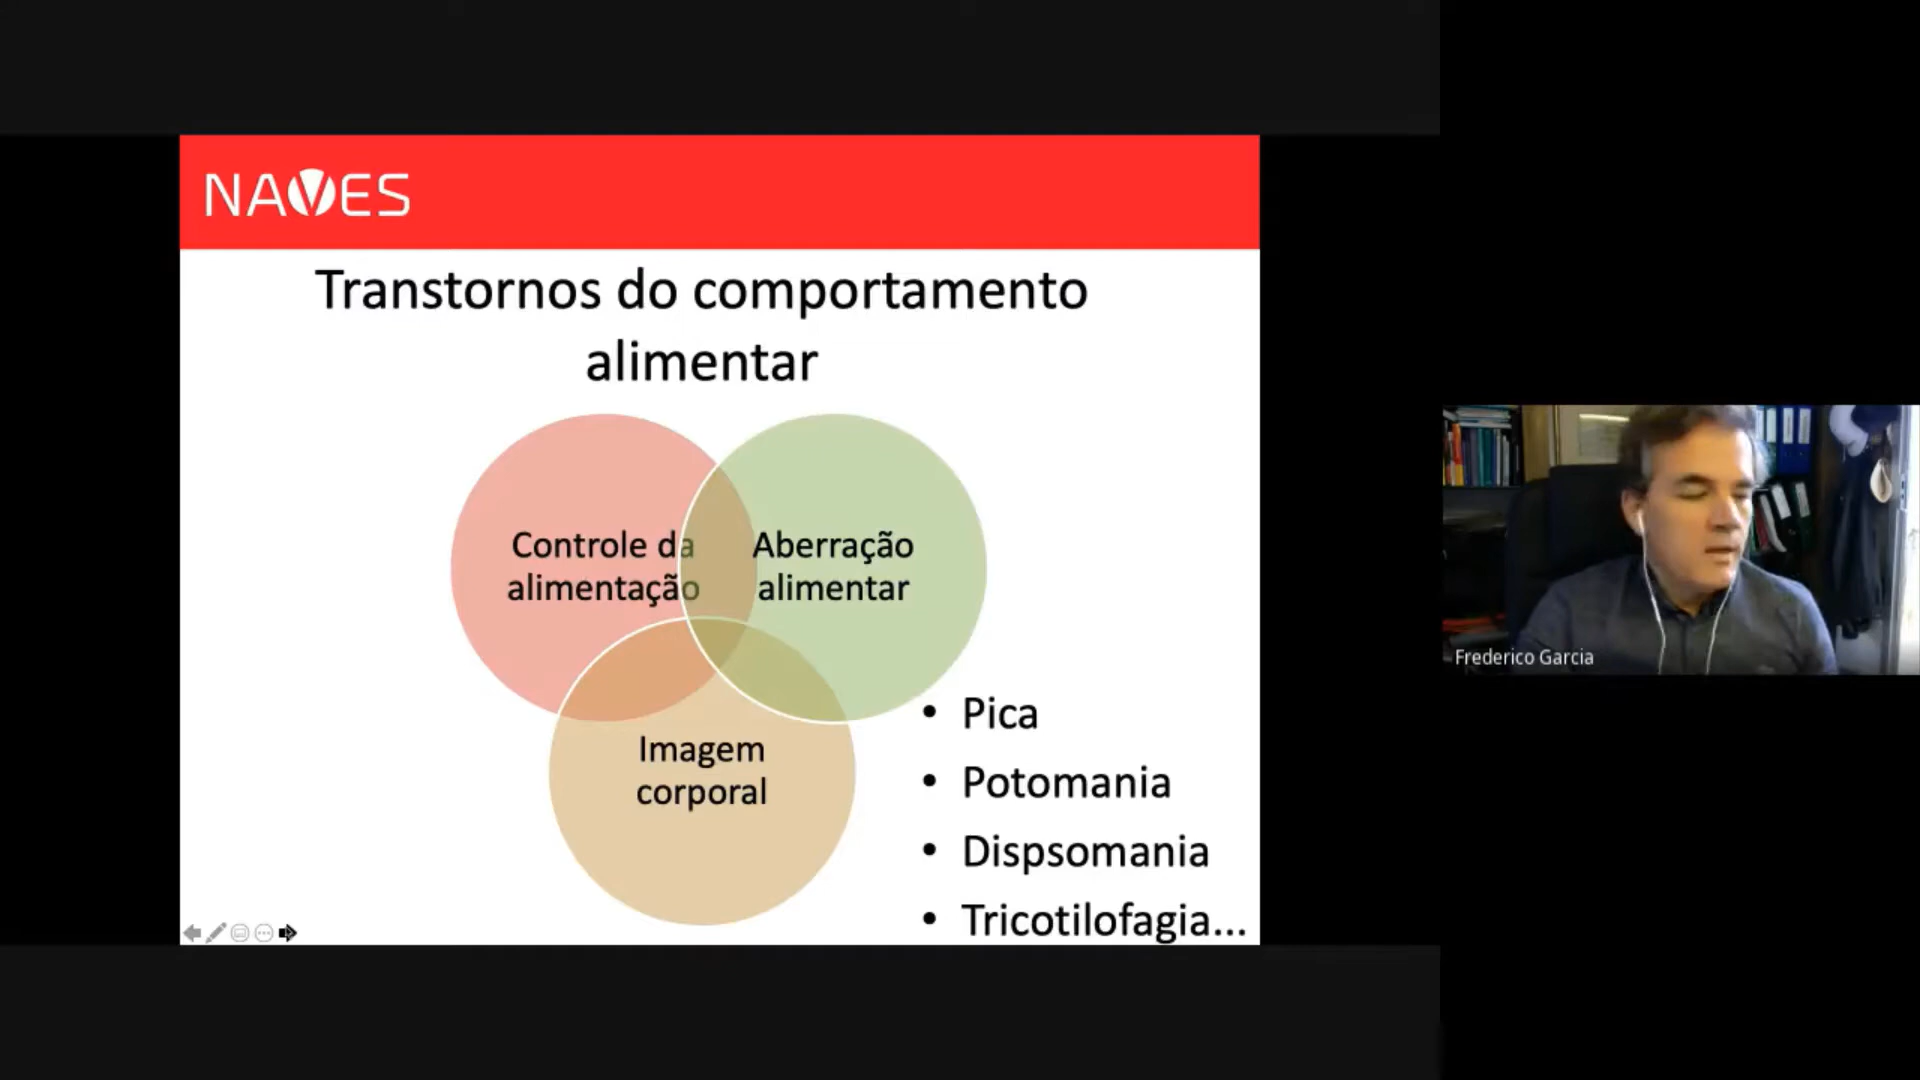 NAVES
Transtornos do comportamento
alimentar
Controle da
alimentação
Aberração
alimentar
Imagem
corporal
• Pica
• Potomania
• Dispsomania
• Tricotilofagia...
Frederico Garcia